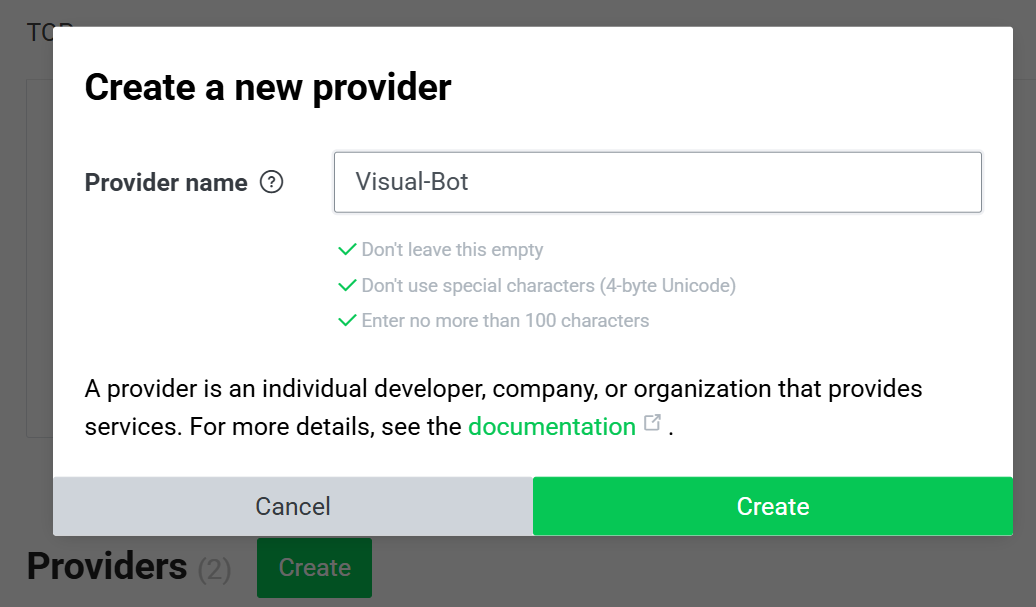 Create a new provider
Provider name ?
Visual-Bot
Don't leave this empty
Don't use special characters (4-byte Unicode)
Enter no more than 100 characters
A provider is an individual developer, company, or organization that provides
services. For more details, see the documentation .
Cancel Create
Providers (2) Create